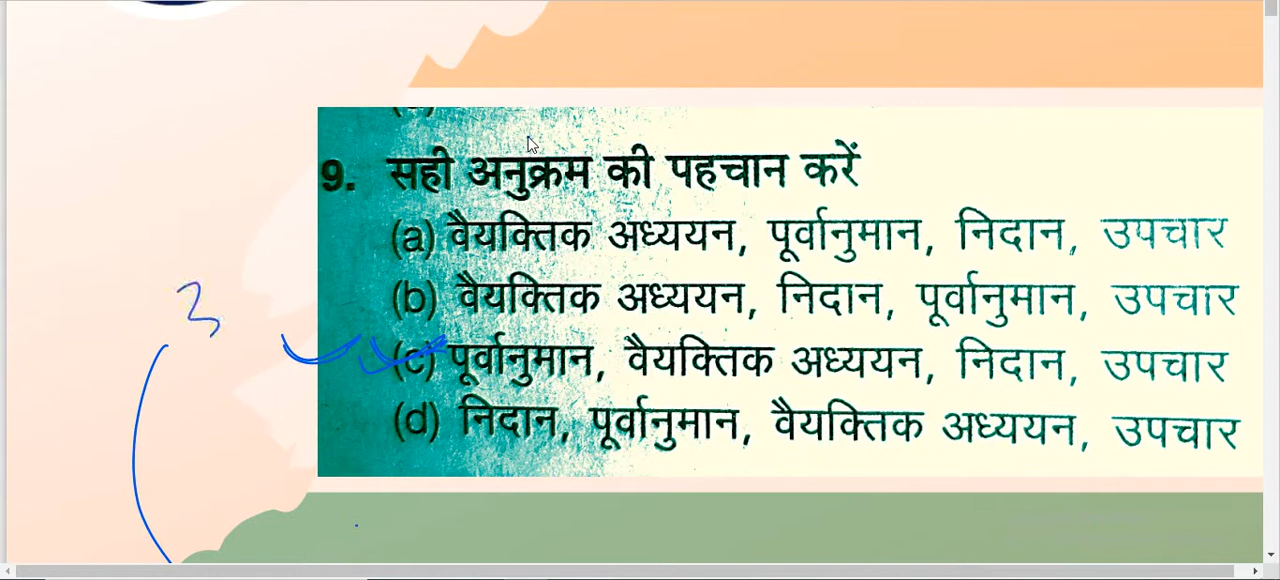 9. सही अनुक्रम की पहचान करें
(a) वैयक्तिक अध्ययन, पूर्वानुमान, निदान, उपचार
(b) वैयक्तिक अध्ययन, निदान, पूर्वानुमान, उपचार
(c) पूर्वानुमान, वैयक्तिक अध्ययन, निदान, उपचार
(d) निदान, पूर्वानुमान, वैयक्तिक अध्ययन, उपचार